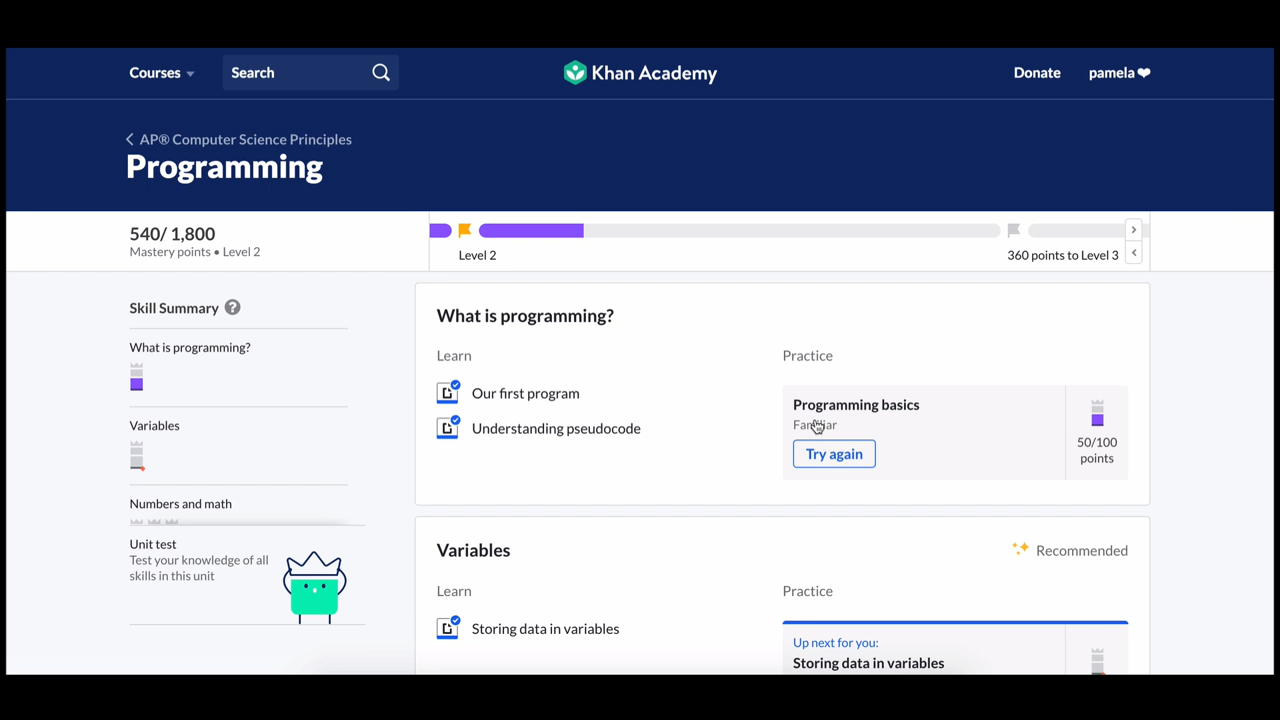 Courses
Search
Khan Academy
Donate
pamela❤
AP® Computer Science Principles
Programming
540/ 1,800
Mastery points • Level 2
Level 2
360 points to Level 3
Skill Summary ?
What is programming?
Variables
Numbers and math
Unit test
Test your knowledge of all
skills in this unit
What is programming?
Learn
Our first program
Understanding pseudocode
Practice
Programming basics
Familiar
Try again
50/100
points
Variables
Recommended
Learn
Storing data in variables
Practice
Up next for you:
Storing data in variables